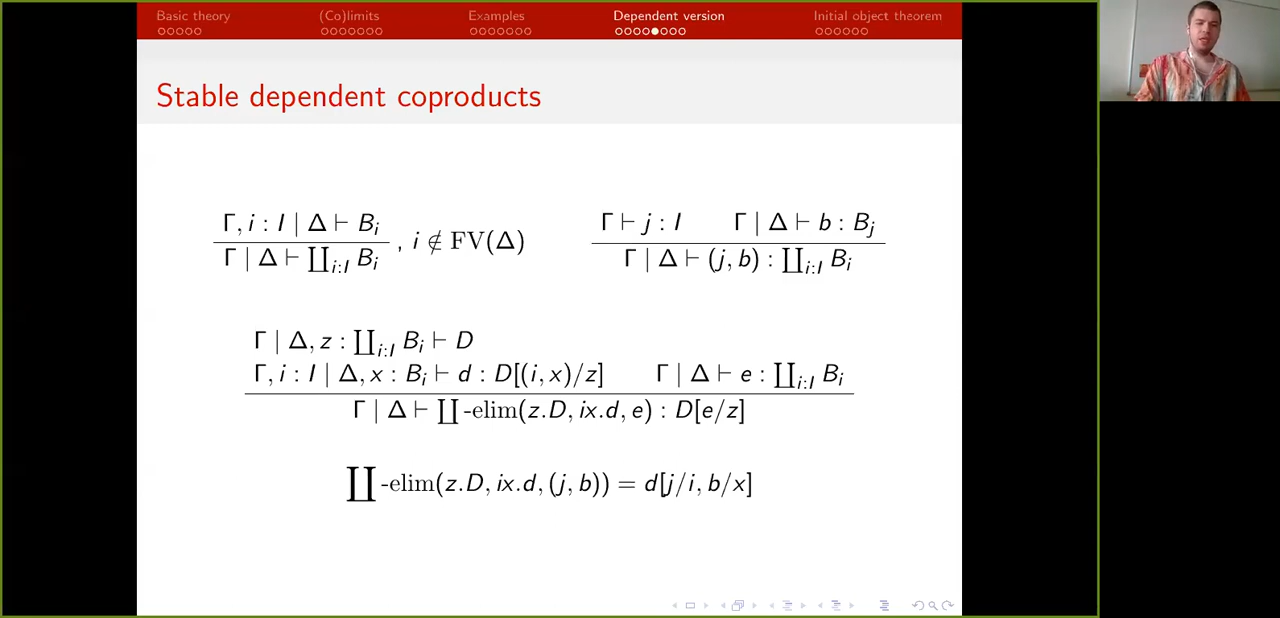 Basic theory (Co)limits Examples Dependent version Initial object theorem
Stable dependent coproducts
Γ, i : I | Δ ⊢ B_i
Γ | Δ ⊢ ∐_{i:I} B_i , i ∉ FV(Δ)
Γ ⊢ j : I Γ | Δ ⊢ b : B_j
Γ | Δ ⊢ (j, b) : ∐_{i:I} B_i
Γ | Δ, z : ∐_{i:I} B_i ⊢ D
Γ, i : I | Δ, x : B_i ⊢ d : D[(i, x)/z] Γ | Δ ⊢ e : ∐_{i:I} B_i
Γ | Δ ⊢ ∐-elim(z.D, ix.d, e) : D[e/z]
∐-elim(z.D, ix.d, (j, b)) = d[j/i, b/x]